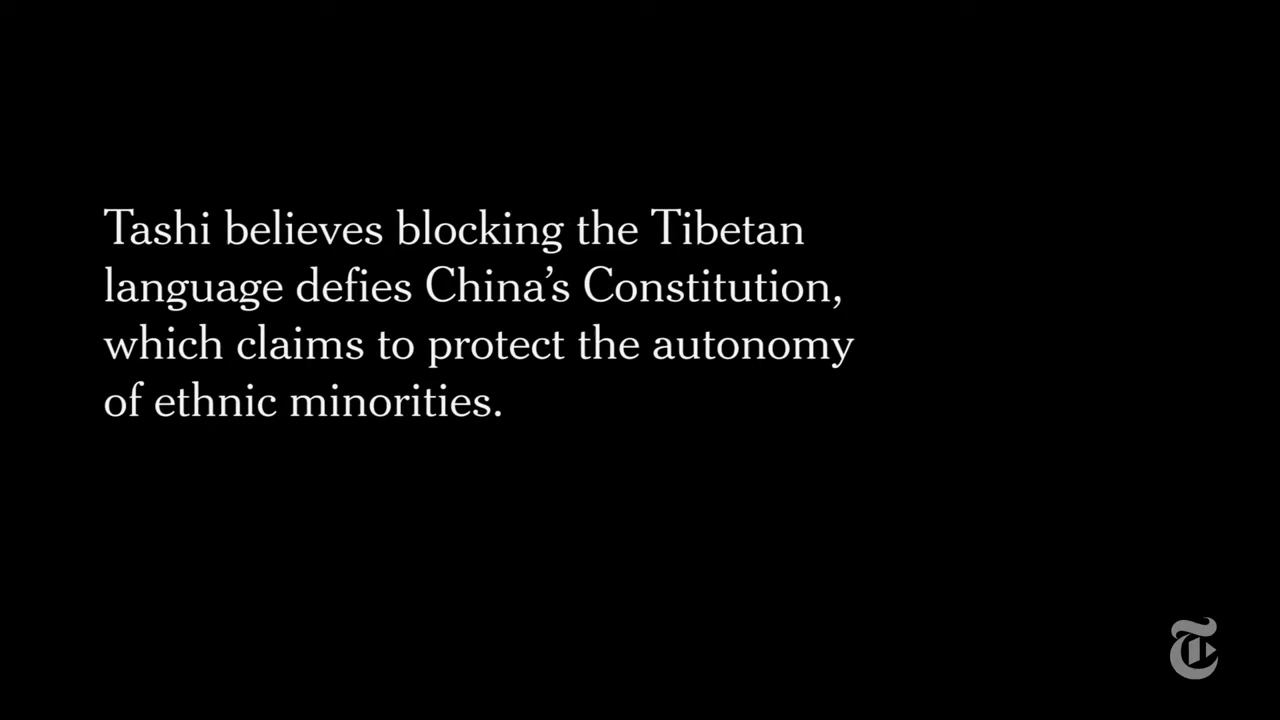 Tashi believes blocking the Tibetan
language defies China’s Constitution,
which claims to protect the autonomy
of ethnic minorities.
T